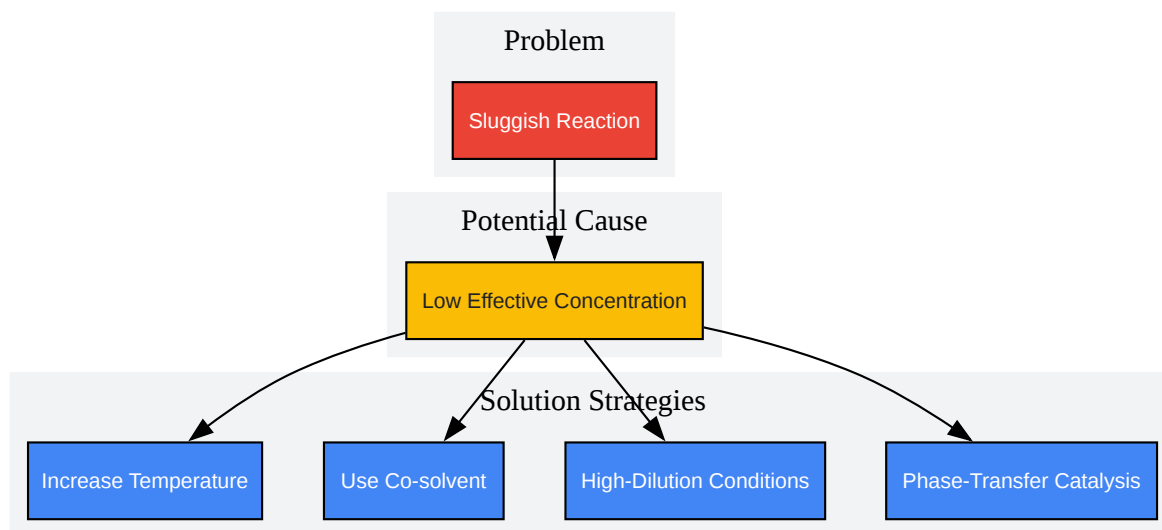 Problem
Sluggish Reaction
Potential Cause
Low Effective Concentration
Solution Strategies
Increase Temperature
Use Co-solvent
High-Dilution Conditions
Phase-Transfer Catalysis